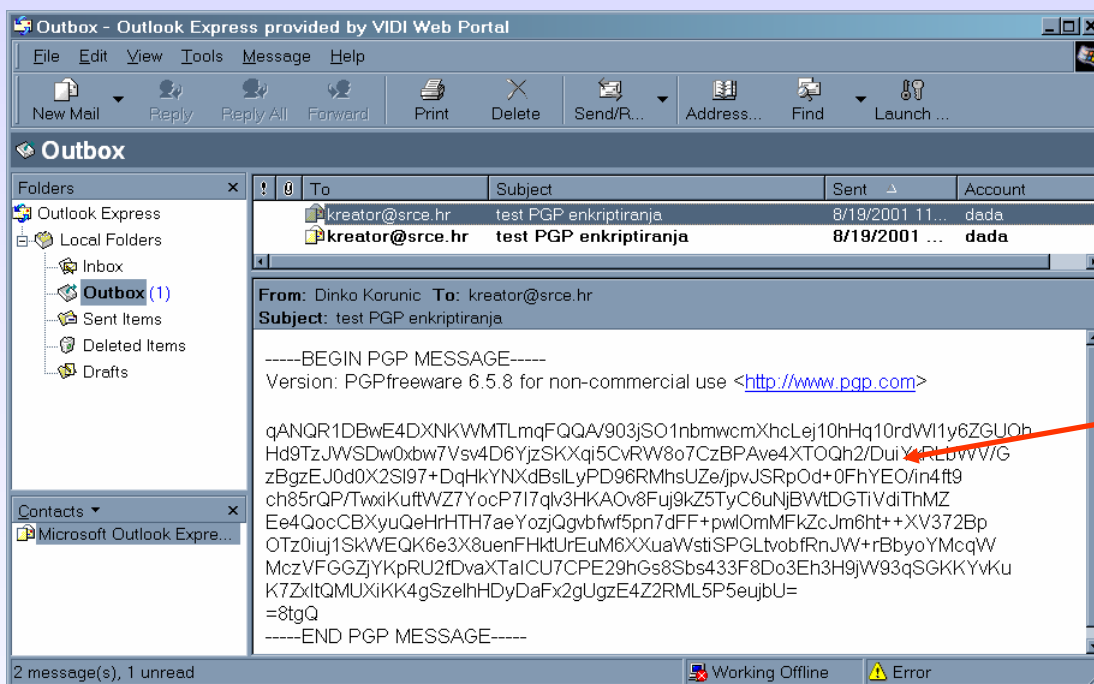 Outbox - Outlook Express provided by VIDI Web Portal
File Edit View Tools Message Help
New Mail Reply Reply All Forward Print Delete Send/R... Address... Find Launch ...
Outbox
Folders
Outlook Express
Local Folders
Inbox
Outbox (1)
Sent Items
Deleted Items
Drafts
Contacts
Microsoft Outlook Expre...
! To Subject Sent Account
kreator@srce.hr test PGP enkriptiranja 8/19/2001 11... dada
kreator@srce.hr test PGP enkriptiranja 8/19/2001 ... dada
From: Dinko Korunic To: kreator@srce.hr
Subject: test PGP enkriptiranja
-----BEGIN PGP MESSAGE-----
Version: PGPfreeware 6.5.8 for non-commercial use <http://www.pgp.com>
ch85rQP/TwxiKuftWZ7YocP7I7qlv3HKAOv8Fuj9kZ5TyC6uNjBWtDGTiVdiThMZ
Ee4QocCBXyuQeHrHTH7aeYozjQgvbfwf5pn7dFF+pwlOmMFkZcJm6ht++XV372Bp
OTz0iuj1SkWEQK6e3X8uenFHktUrEuM6XXuaWstiSPGLtvobfRnJW+rBbyoYMcqW
McZVFGGZjYKpRU2fDvaXTaICU7CPE29hGs8Sbs433F8Do3Eh3H9jW93qSGKKYvKu
K7ZxltQMUXiKK4gSzelhHDyDaFx2gUgzE4Z2RML5P5eujbU=
=8tgQ
-----END PGP MESSAGE-----
2 message(s), 1 unread Working Offline Error